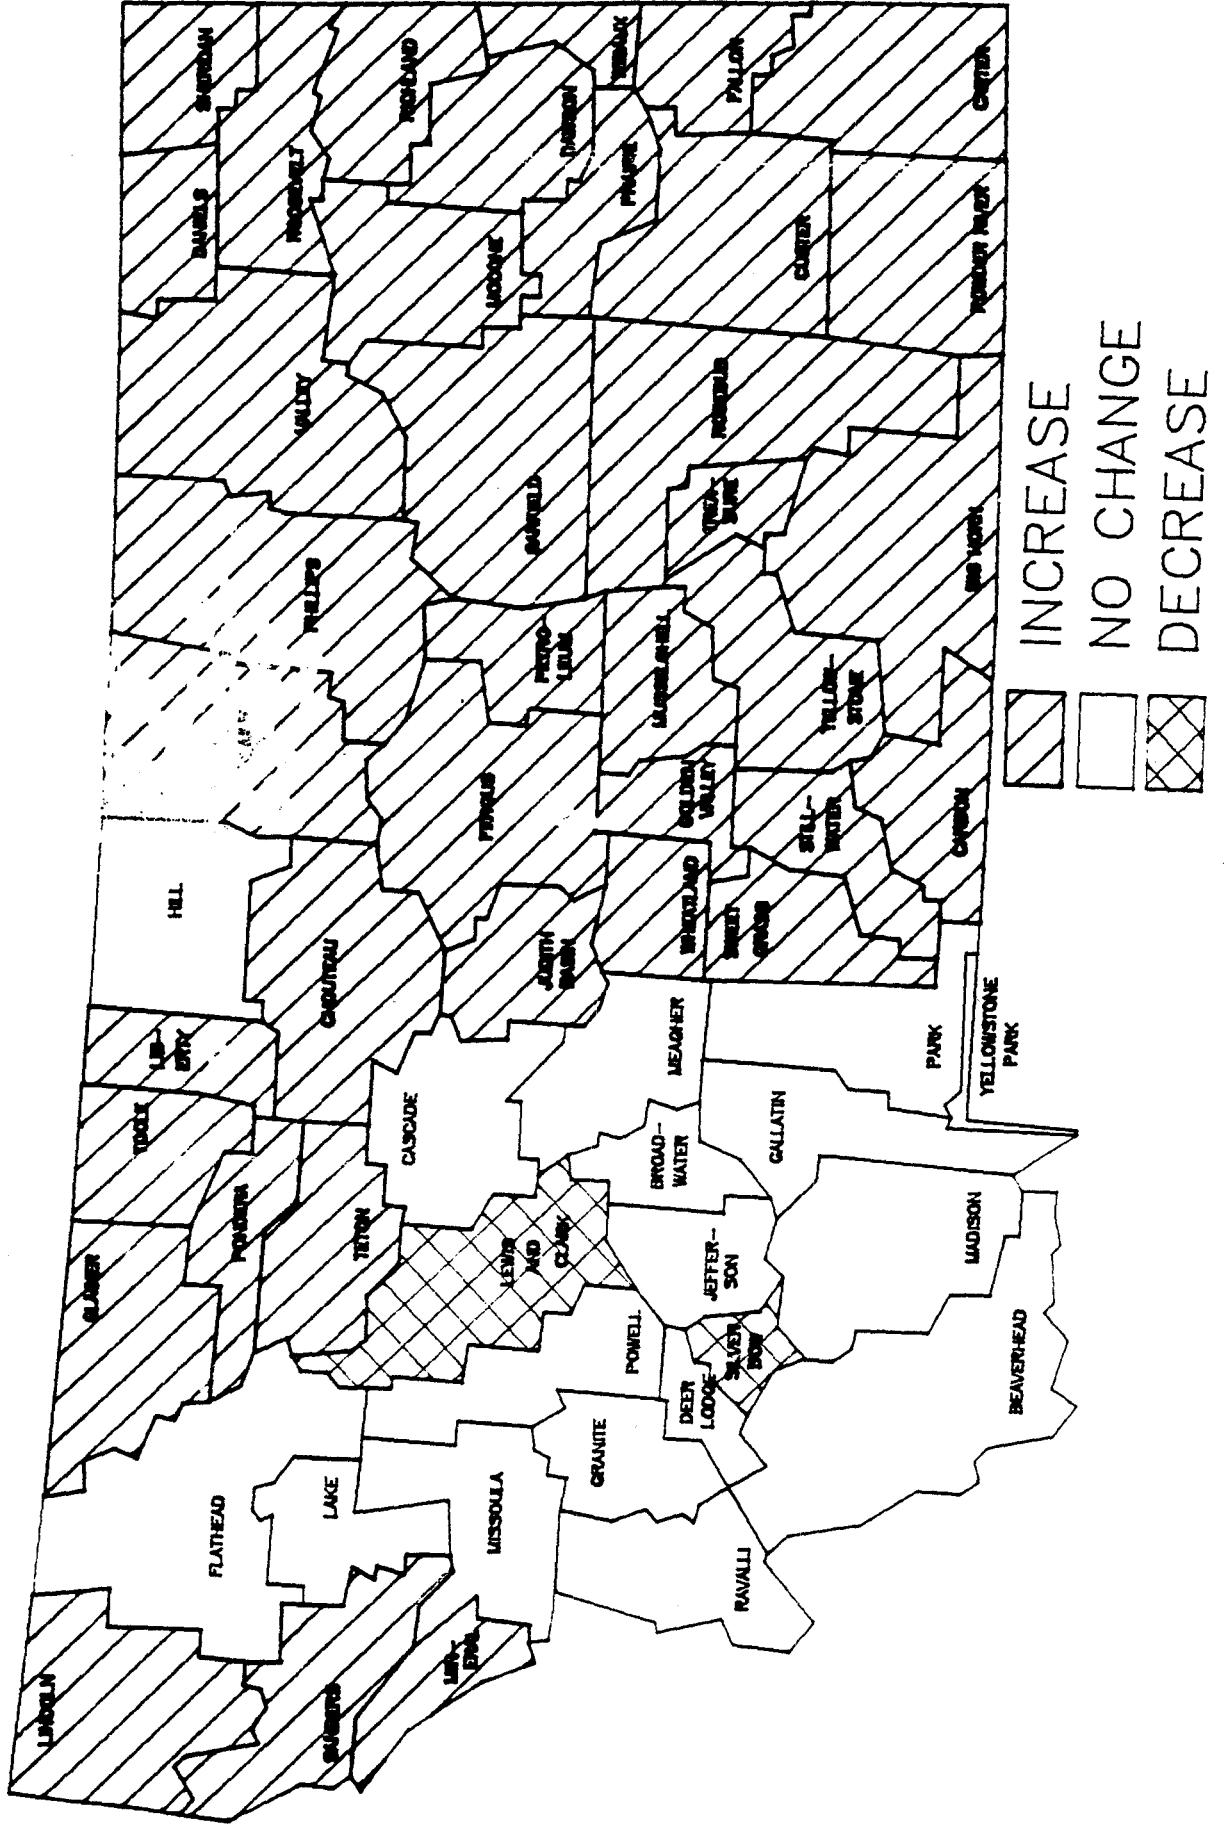 LINCOLN
FLATHEAD
GLACIER
TOOLE
LIB-
ERTY
HILL
PHILLIPS
VALLEY
DANIELS
SHERIDAN
ROOSEVELT
SANDERS
LAKE
PONDERA
TETON
CHOUTEAU
RICHLAND
MIN-
ERAL
MISSOULA
POWELL
LEWIS
AND
CLARK
CASCADE
JUDITH
BASIN
FERGUS
PETRO-
LEUM
GARFIELD
MCCONE
DAWSON
WIBAUX
PRAIRIE
GRANITE
RAVALLI
DEER
LODGE
SILVER
BOW
JEFFER-
SON
BROAD-
WATER
MEAGHER
WHEATLAND
GOLDEN
VALLEY
MUSSELSHELL
TREA-
SURE
ROSEBUD
CUSTER
FALLON
BEAVERHEAD
MADISON
GALLATIN
PARK
SWEET
GRASS
STILL-
WATER
YELLOW-
STONE
CARBON
BIG HORN
POWDER RIVER
CARTER
YELLOWSTONE
PARK
INCREASE
NO CHANGE
DECREASE